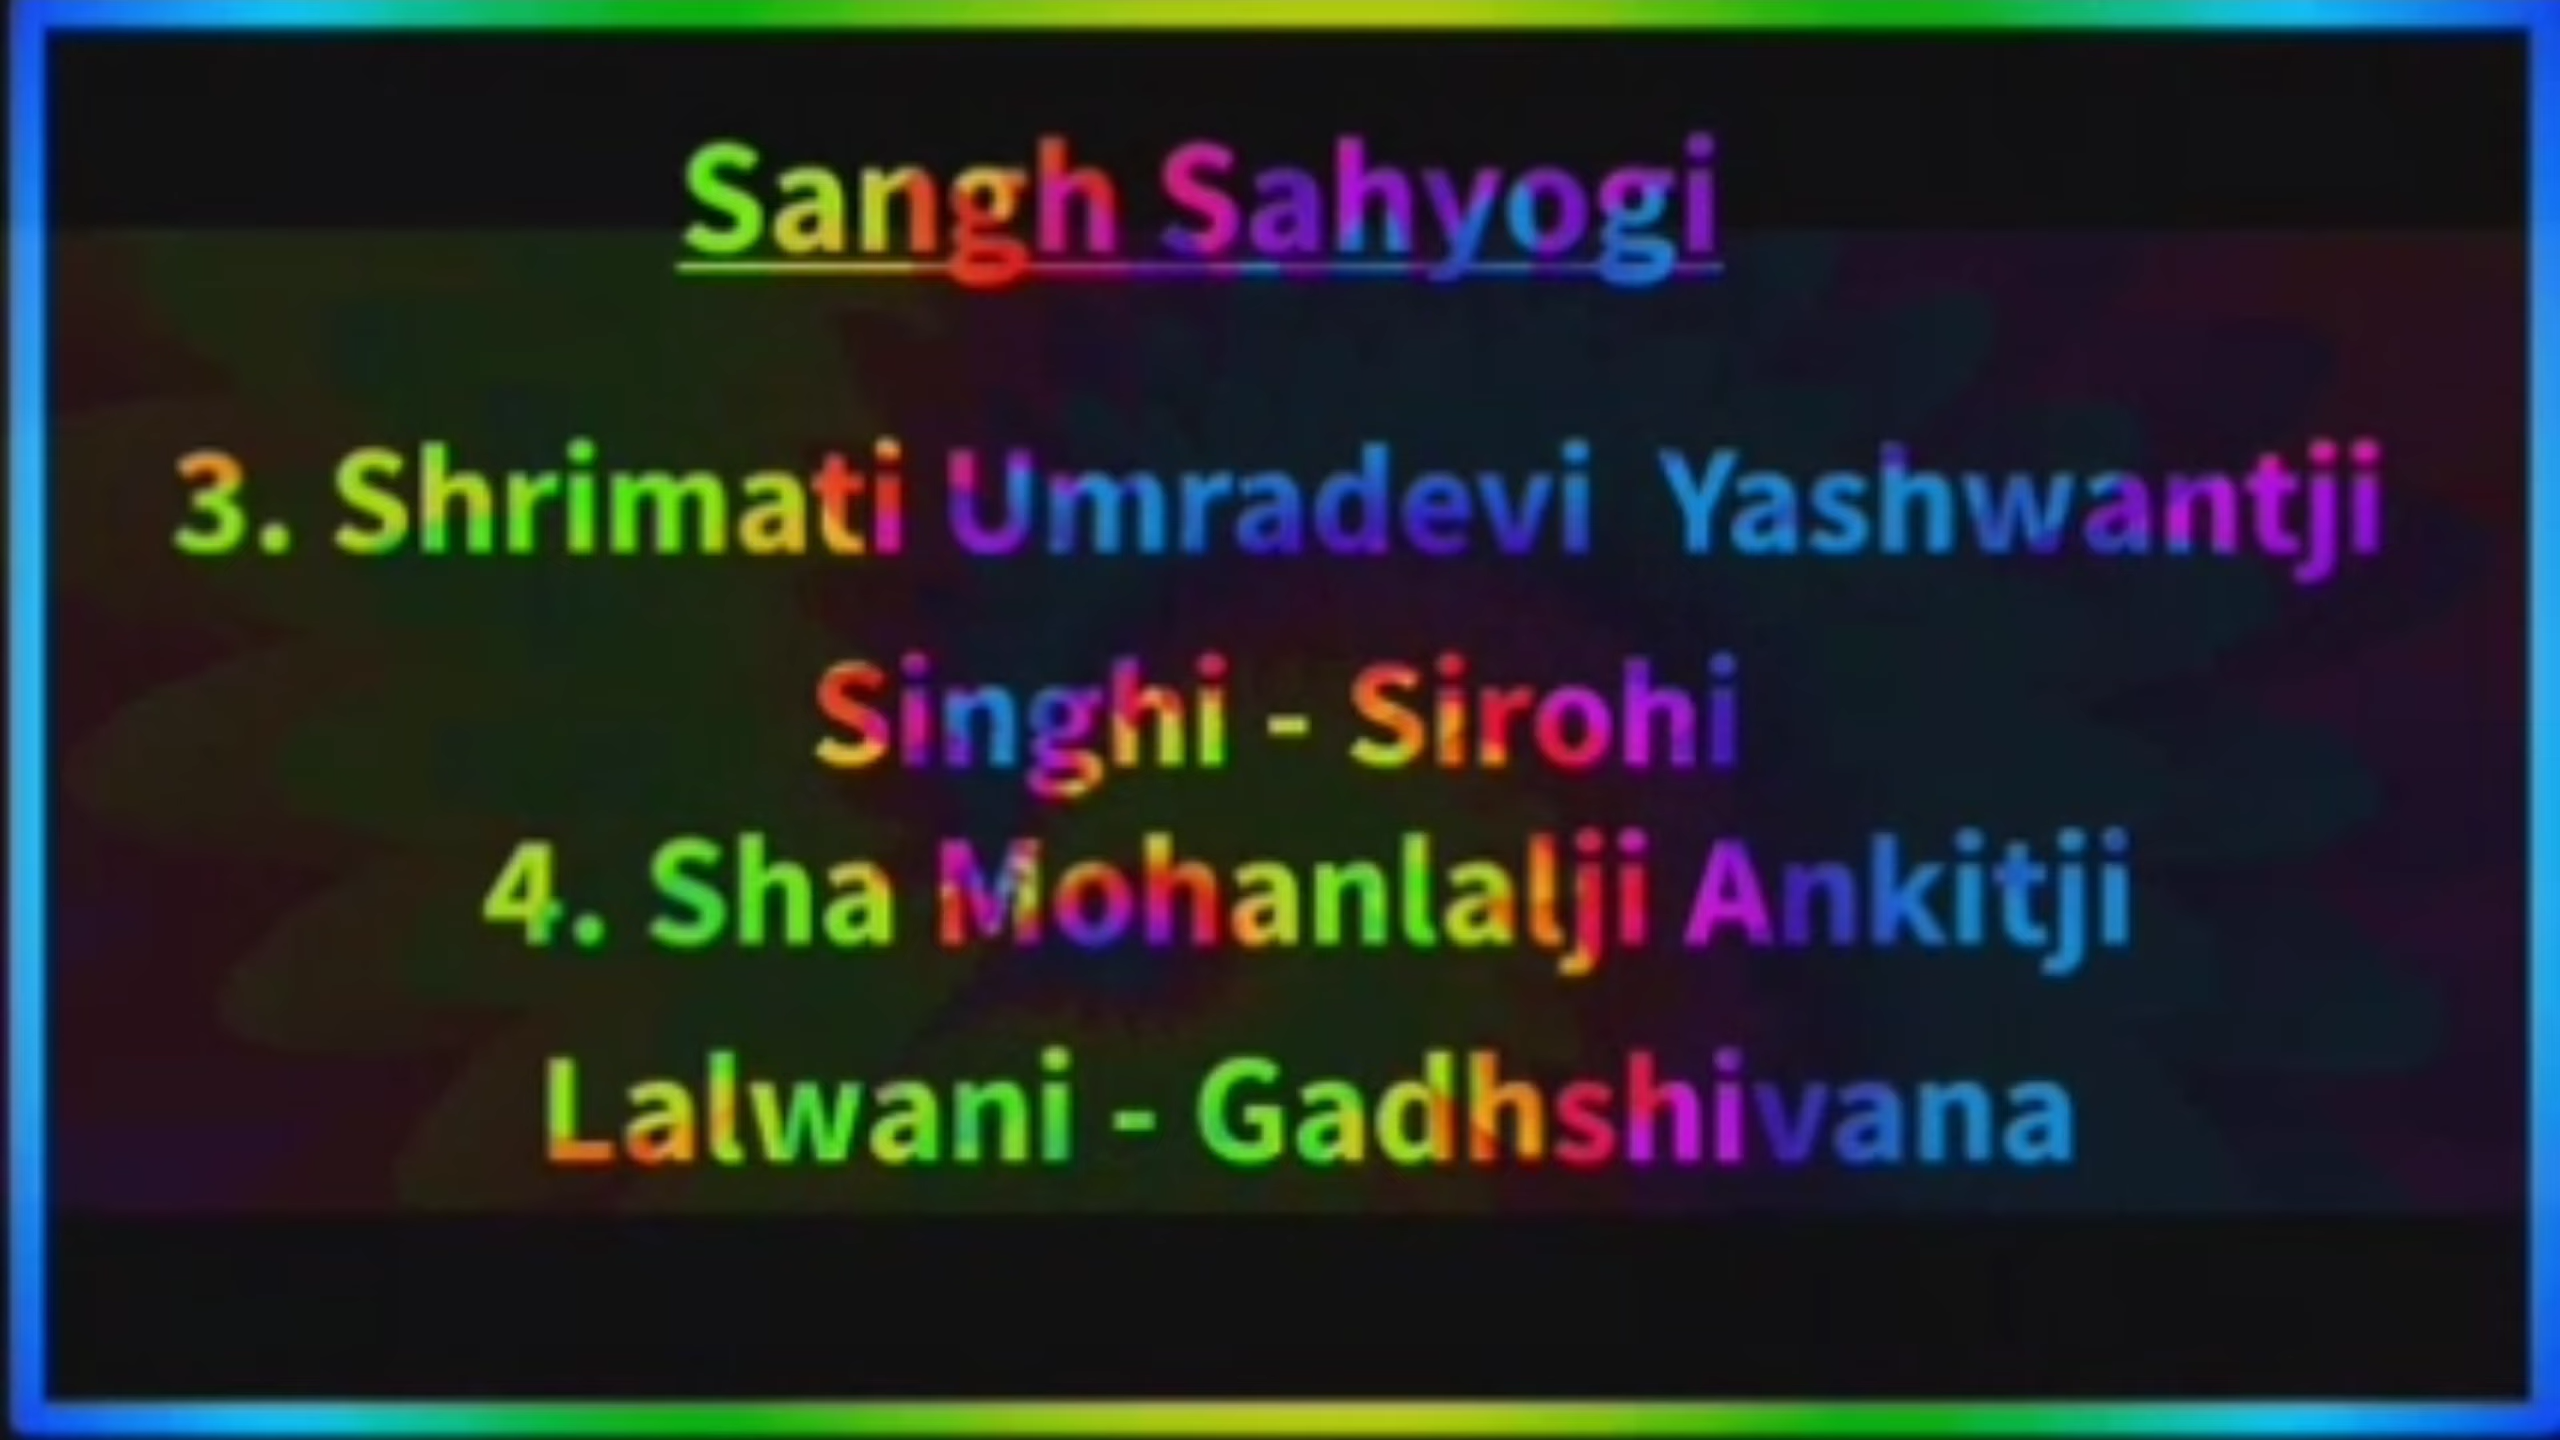 Sangh Sahyogi
3. Shrimati Umradevi Yashwantji
Singhi - Sirohi
4. Sha Mohanlalji Ankitji
Lalwani - Gadhshivana